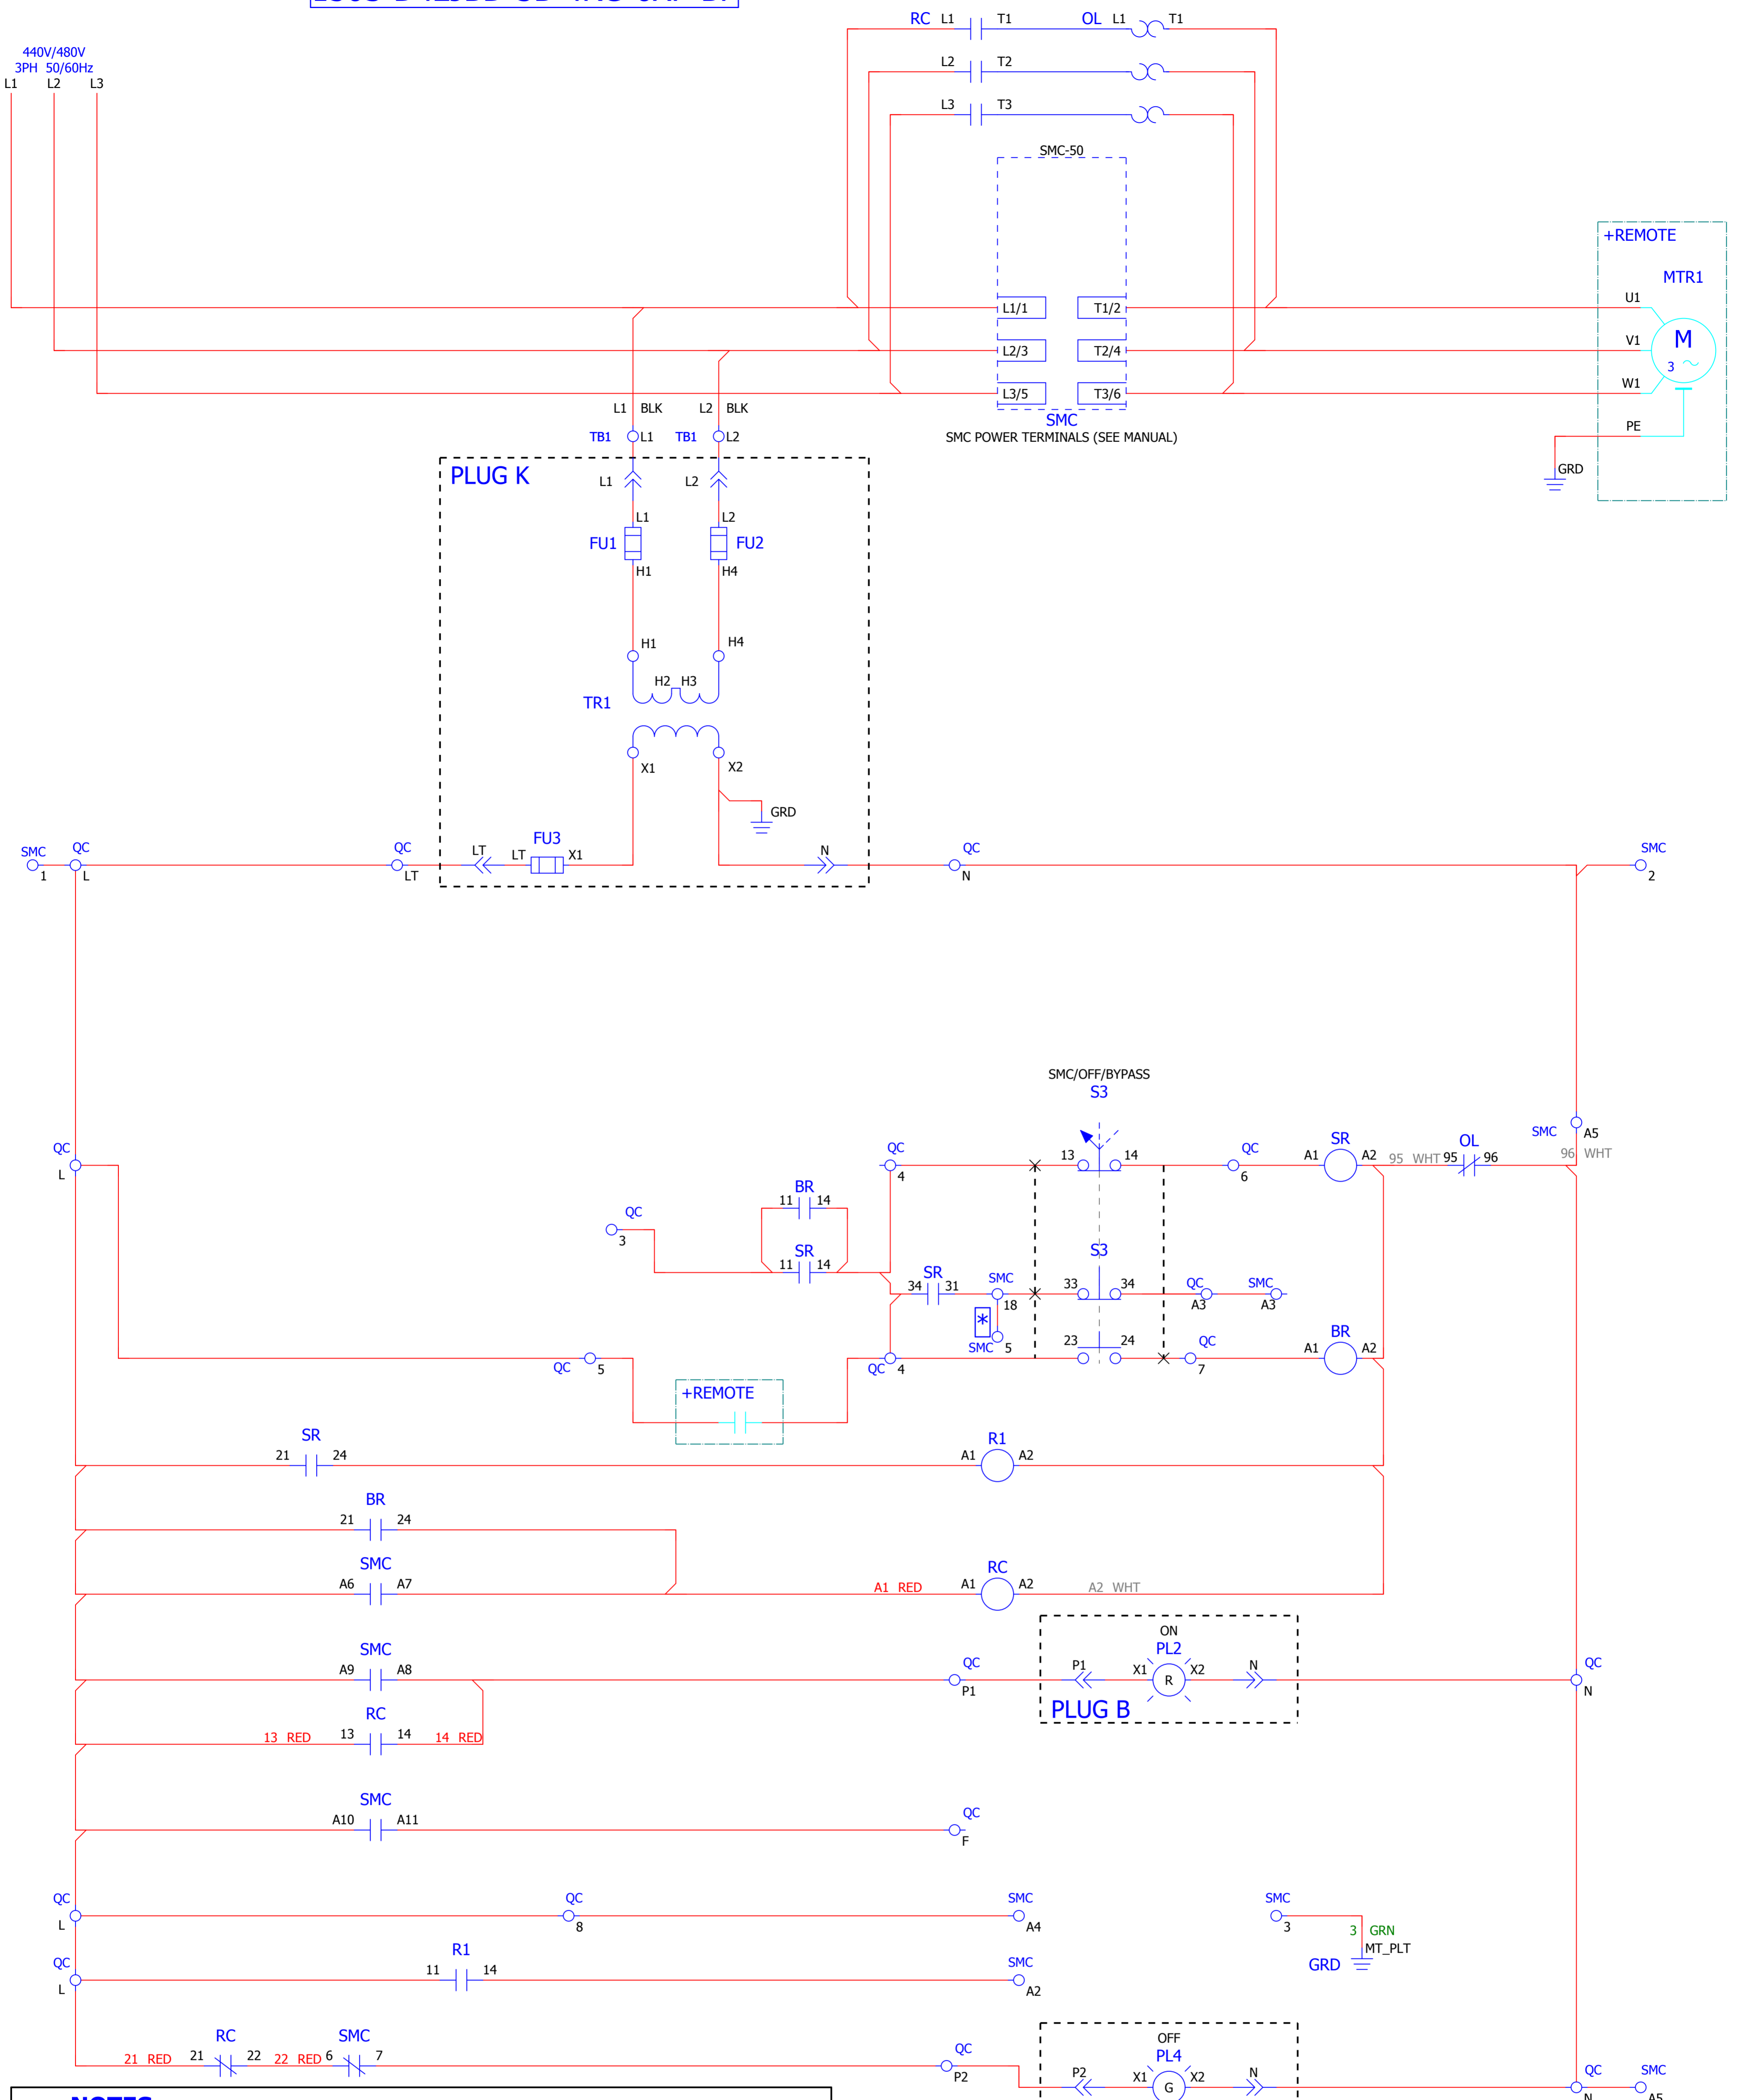 RC L1 T1 OL L1 T1
440V/480V
3PH 50/60Hz
L1 L2 L3
L2 T2
L3 T3
SMC-50
+REMOTE
MTR1
L1/1 T1/2 U1
L2/3 T2/4 V1 M
3
L3/5 T3/6 W1
L1 BLK L2 BLK
SMC
TB1 L1 TB1 L2
SMC POWER TERMINALS (SEE MANUAL)
PE
GRD
PLUG K
L1 L2
L1 L2
FU1 FU2
H1 H4
H1 H4
H2 H3
TR1
X1 X2
GRD
SMC QC QC LT FU3 N QC SMC
LT X1
1 L LT N 2
SMC/OFF/BYPASS
S3
SMC A5
QC QC 13 14 QC SR OL
A1 A2 95 WHT 95 96 96 WHT
L 4 6
BR
11 14
QC
3
SR
11 14
S3
SR
34 31 SMC 33 34 QC SMC
18 A3 A3
*
SMC 5 23 24 QC BR
A1 A2
QC 5 QC 4 7
+REMOTE
SR R1
21 24 A1 A2
BR
21 24
SMC RC
A6 A7 A1 RED A1 A2 A2 WHT
ON
SMC PL2
A9 A8 QC P1 X1 R X2 N QC
P1 N
PLUG B
RC
13 RED 13 14 14 RED
SMC
A10 A11 QC
F
QC QC SMC SMC
L 8 A4 3
3 GRN
MT_PLT
GRD
QC R1 SMC
11 14
L A2
OFF
RC SMC PL4
21 RED 21 22 22 RED 6 7 QC
P2
P2 X1 G X2 N QC SMC